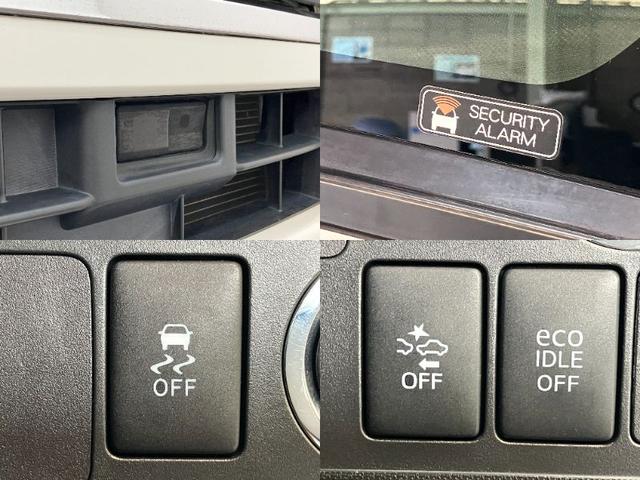 SECURITY
ALARM
OFF
OFF
eco
IDLE
OFF